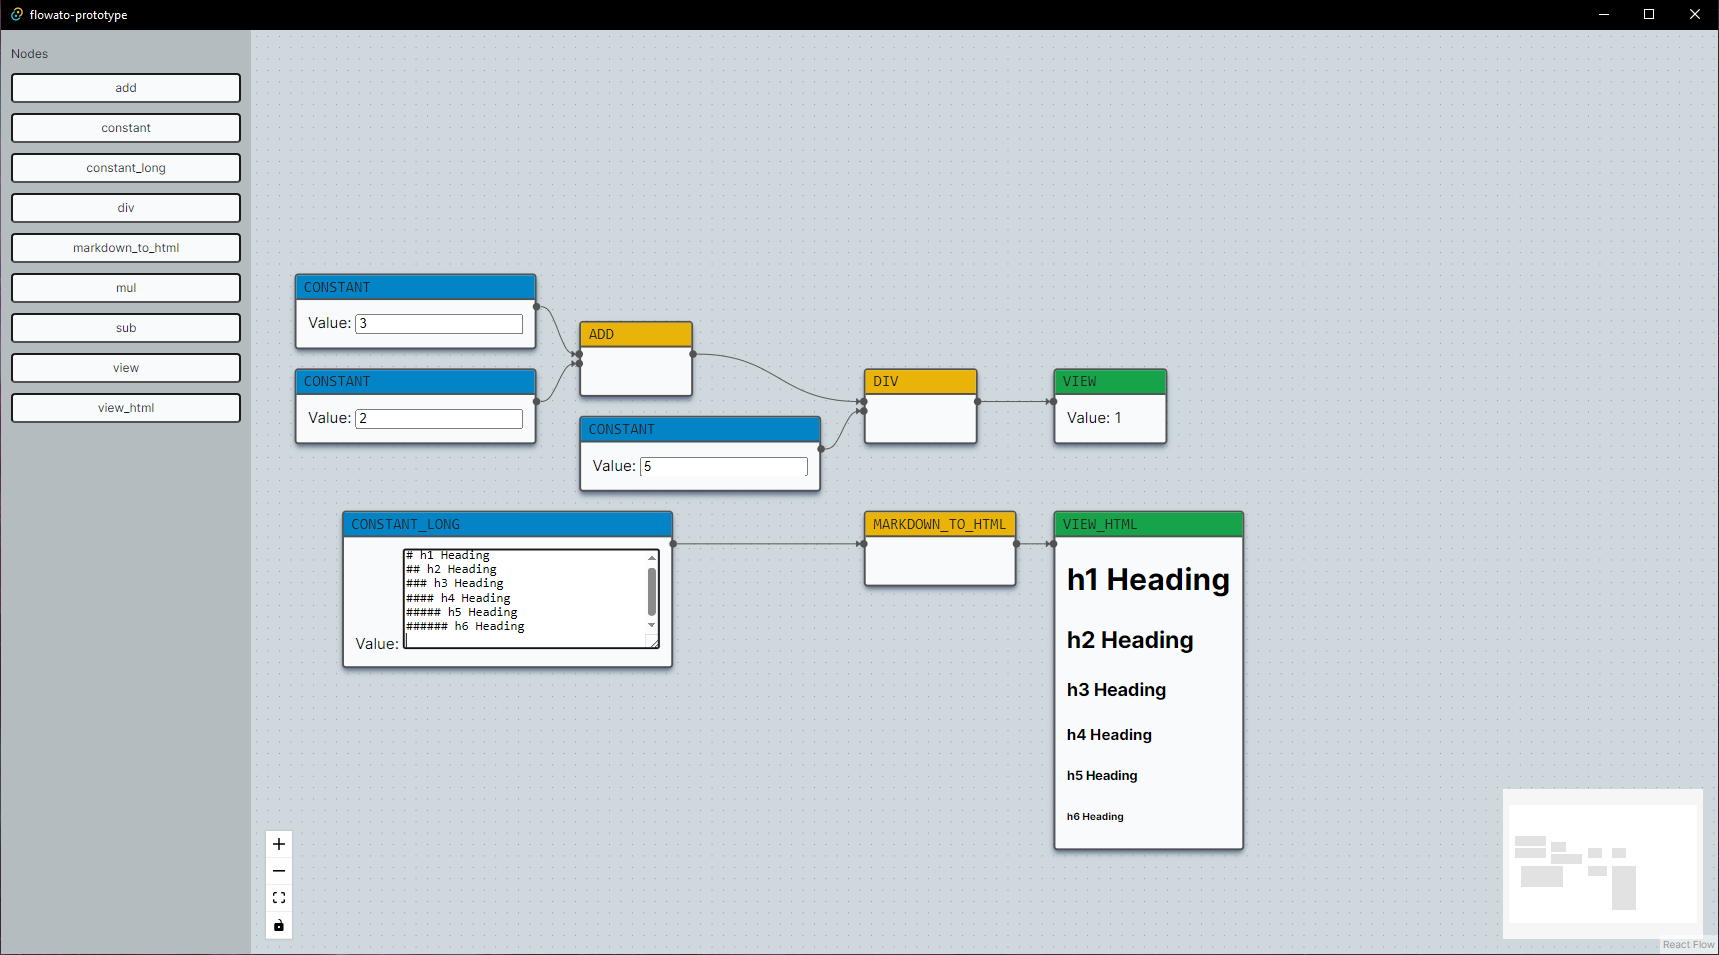 flowato-prototype
Nodes
add
constant
constant_long
div
markdown_to_html
mul
sub
view
view_html
CONSTANT
Value: 3
CONSTANT
Value: 2
ADD
CONSTANT
Value: 5
DIV
VIEW
Value: 1
CONSTANT_LONG
Value:
# h1 Heading
## h2 Heading
### h3 Heading
#### h4 Heading
##### h5 Heading
###### h6 Heading
MARKDOWN_TO_HTML
VIEW_HTML
h1 Heading
h2 Heading
h3 Heading
h4 Heading
h5 Heading
h6 Heading
React Flow